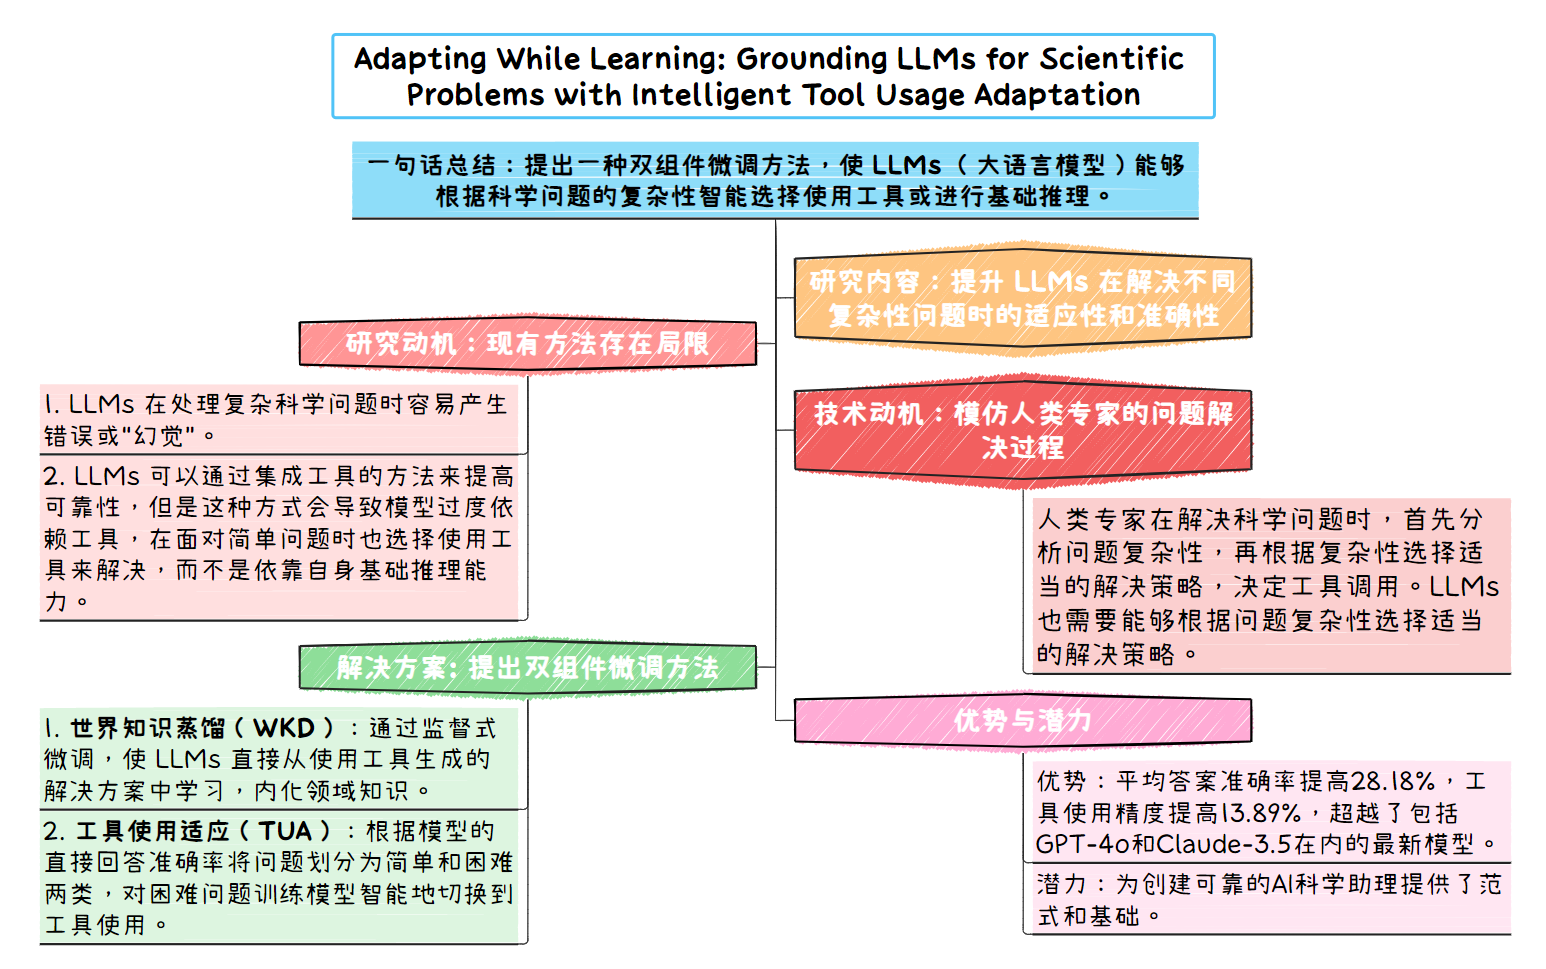 Adapting While Learning: Grounding LLMs for Scientific
Problems with Intelligent Tool Usage Adaptation
一句话总结：提出一种双组件微调方法，使 LLMs（大语言模型）能够
根据科学问题的复杂性智能选择使用工具或进行基础推理。
研究动机：现有方法存在局限
1. LLMs 在处理复杂科学问题时容易产生
错误或"幻觉"。
2. LLMs 可以通过集成工具的方法来提高
可靠性，但是这种方式会导致模型过度依
赖工具，在面对简单问题时也选择使用工
具来解决，而不是依靠自身基础推理能
力。
解决方案: 提出双组件微调方法
1. 世界知识蒸馏（WKD）：通过监督式
微调，使 LLMs 直接从使用工具生成的
解决方案中学习，内化领域知识。
2. 工具使用适应（TUA）：根据模型的
直接回答准确率将问题划分为简单和困难
两类，对困难问题训练模型智能地切换到
工具使用。
研究内容：提升 LLMs 在解决不同
复杂性问题时的适应性和准确性
技术动机：模仿人类专家的问题解
决过程
人类专家在解决科学问题时，首先分
析问题复杂性，再根据复杂性选择适
当的解决策略，决定工具调用。LLMs
也需要能够根据问题复杂性选择适当
的解决策略。
优势与潜力
优势：平均答案准确率提高28.18%，工
具使用精度提高13.89%，超越了包括
GPT-4o和Claude-3.5在内的最新模型。
潜力：为创建可靠的AI科学助理提供了范
式和基础。